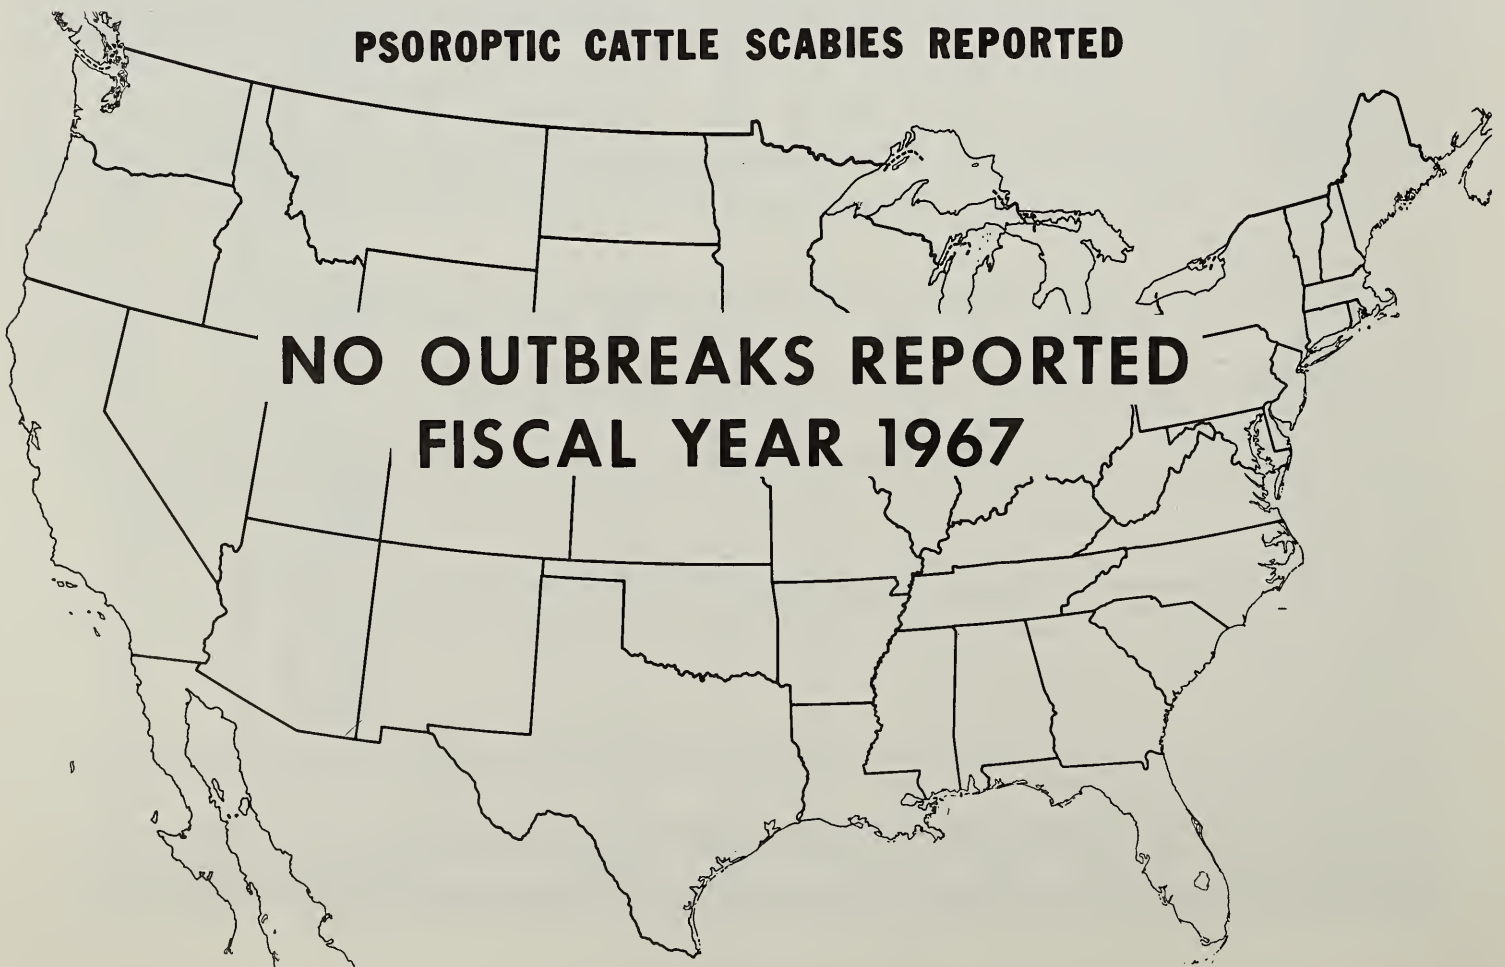 PSOROPTIC CATTLE SCABIES REPORTED
NO OUTBREAKS REPORTED
FISCAL YEAR 1967